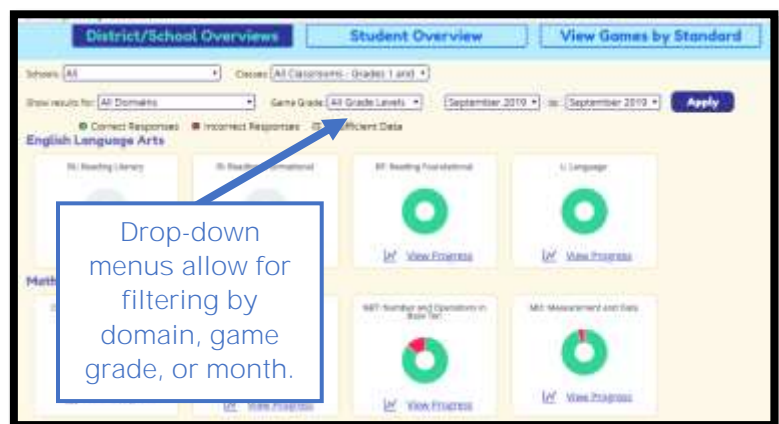 District/School Overviews Student Overview View Games by Standard
Schools: All Classes: All Classrooms - Grades 1 and
Show results for: All Domains Game Grade: All Grade Levels September 2019 to September 2019 Apply
Correct Responses Incorrect Responses Data
English Language Arts
RL: Reading Literary RF: Reading Foundational L: Language
View Progress View Progress
Drop-down
menus allow for
filtering by
domain, game
grade, or month.
Math
NBT: Number and Operations in Base Ten MD: Measurement and Data
View Progress View Progress View Progress